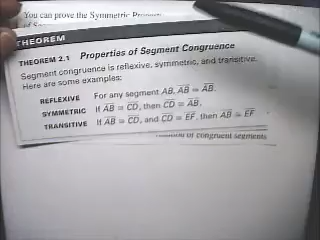 You can prove the Symmetric
THEOREM
THEOREM 2.1 Properties of Segment Congruence
Segment congruence is reflexive, symmetric, and transitive.
Here are some examples:
REFLEXIVE For any segment AB, AB ≅ AB.
SYMMETRIC If AB ≅ CD, then CD ≅ AB.
TRANSITIVE If AB ≅ CD, and CD ≅ EF, then AB ≅ EF
of congruent segments